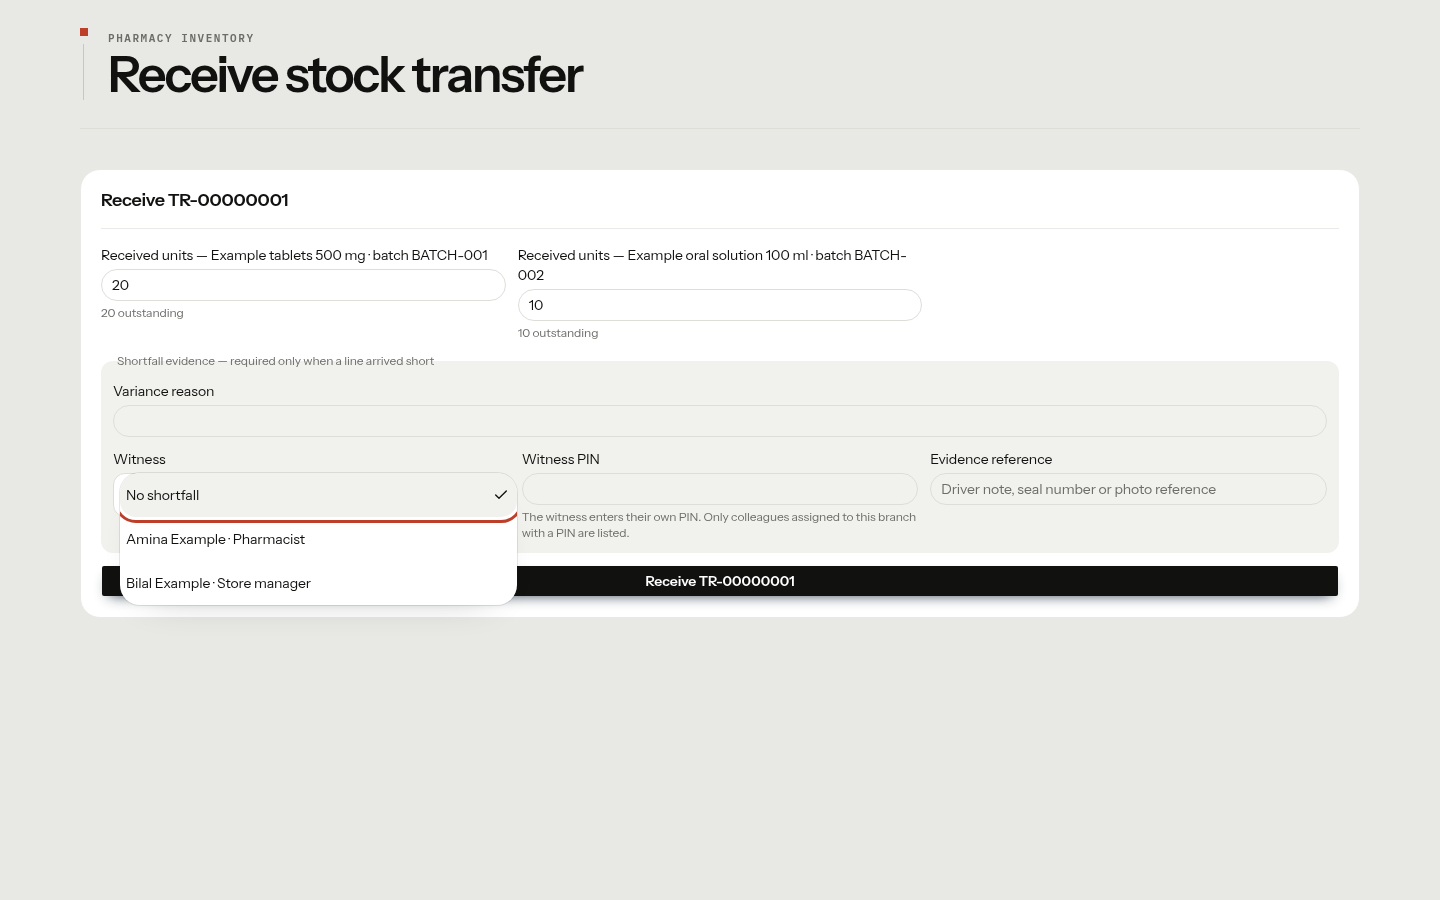 PHARMACY INVENTORY
Receive stock transfer
Receive TR-00000001
Received units — Example tablets 500 mg · batch BATCH-001
20
20 outstanding
Received units — Example oral solution 100 ml · batch BATCH-
002
10
10 outstanding
Shortfall evidence — required only when a line arrived short
Variance reason
Witness
No shortfall
Amina Example · Pharmacist
Bilal Example · Store manager
Witness PIN
The witness enters their own PIN. Only colleagues assigned to this branch
with a PIN are listed.
Evidence reference
Driver note, seal number or photo reference
Receive TR-00000001